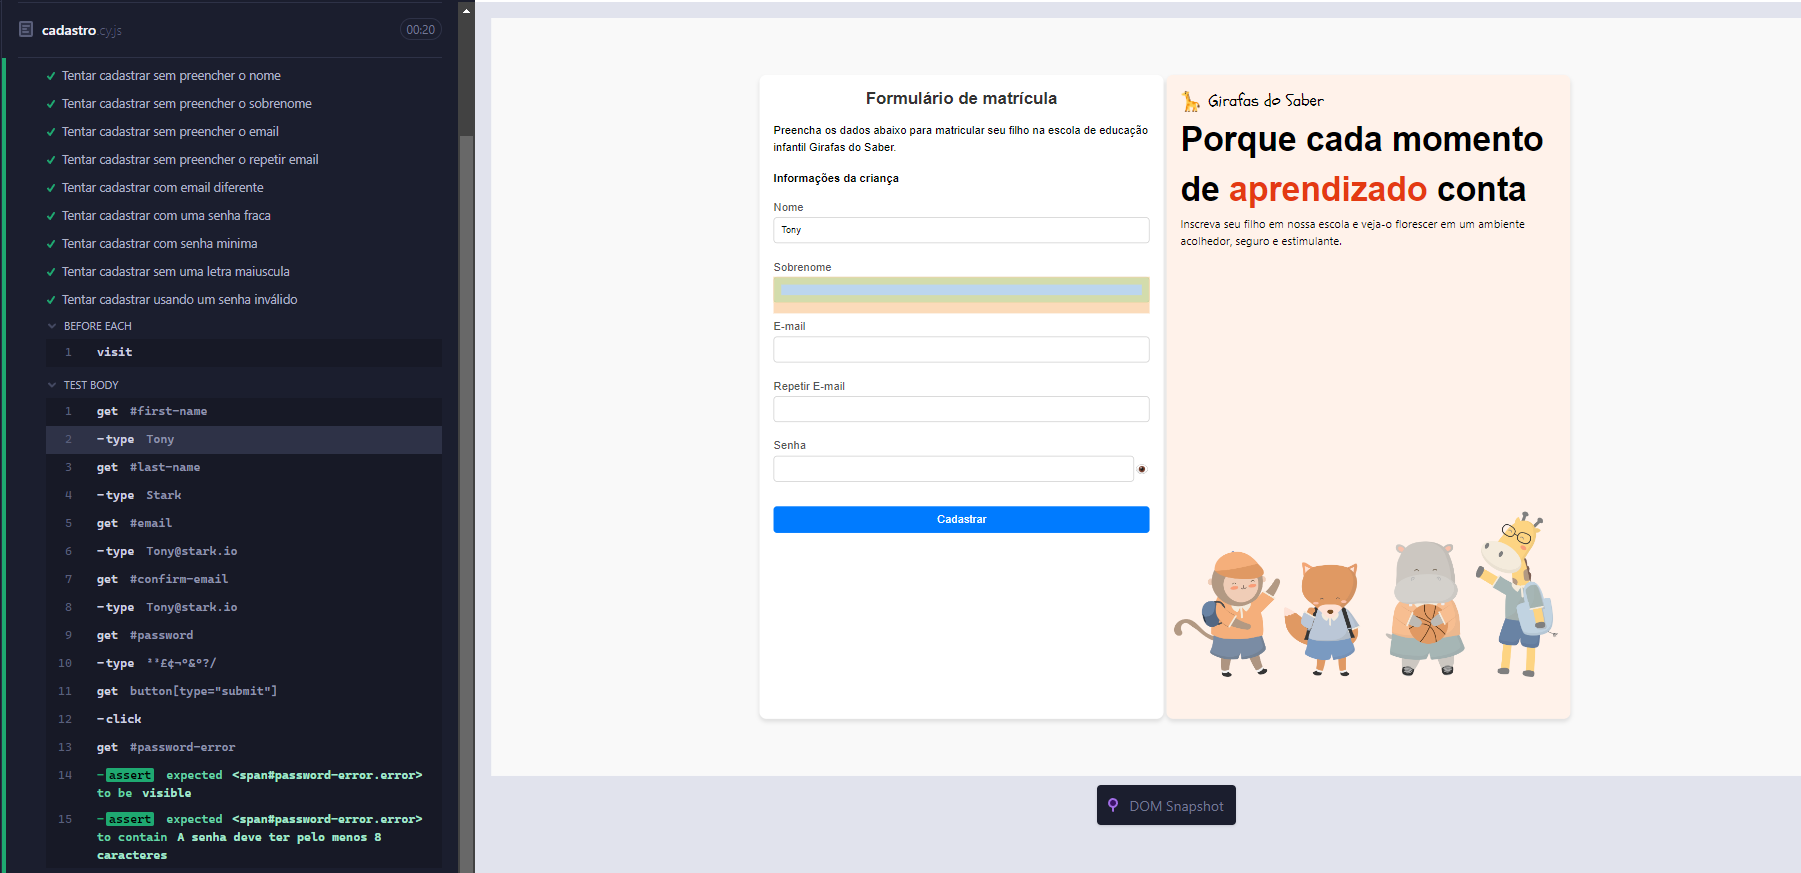 cadastro.cy.js 00:20
Tentar cadastrar sem preencher o nome
Tentar cadastrar sem preencher o sobrenome
Tentar cadastrar sem preencher o email
Tentar cadastrar sem preencher o repetir email
Tentar cadastrar com email diferente
Tentar cadastrar com uma senha fraca
Tentar cadastrar com senha minima
Tentar cadastrar sem uma letra maiuscula
Tentar cadastrar usando um senha inválido
BEFORE EACH
1 visit
TEST BODY
1 get #first-name
2 -type Tony
3 get #last-name
4 -type Stark
5 get #email
6 -type Tony@stark.io
7 get #confirm-email
8 -type Tony@stark.io
9 get #password
10 -type ²³£¢¬º&º?/
11 get button[type="submit"]
12 -click
13 get #password-error
14 -assert expected <span#password-error.error>
to be visible
15 -assert expected <span#password-error.error>
to contain A senha deve ter pelo menos 8
caracteres
Formulário de matrícula
Preencha os dados abaixo para matricular seu filho na escola de educação
infantil Girafas do Saber.
Informações da criança
Nome
Tony
Sobrenome
E-mail
Repetir E-mail
Senha
Cadastrar
Girafas do Saber
Porque cada momento
de aprendizado conta
Inscreva seu filho em nossa escola e veja-o florescer em um ambiente
acolhedor, seguro e estimulante.
DOM Snapshot